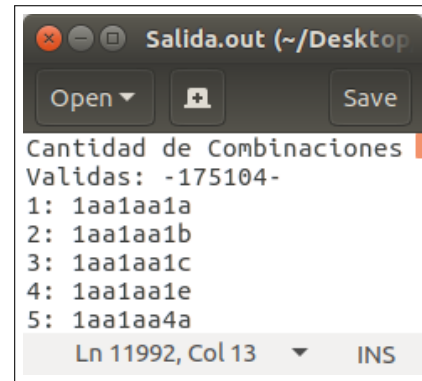 Salida.out (~/Desktop
Open
Save
Cantidad de Combinaciones
Validas: -175104-
1: 1aa1aa1a
2: 1aa1aa1b
3: 1aa1aa1c
4: 1aa1aa1e
5: 1aa1aa4a
Ln 11992, Col 13
INS